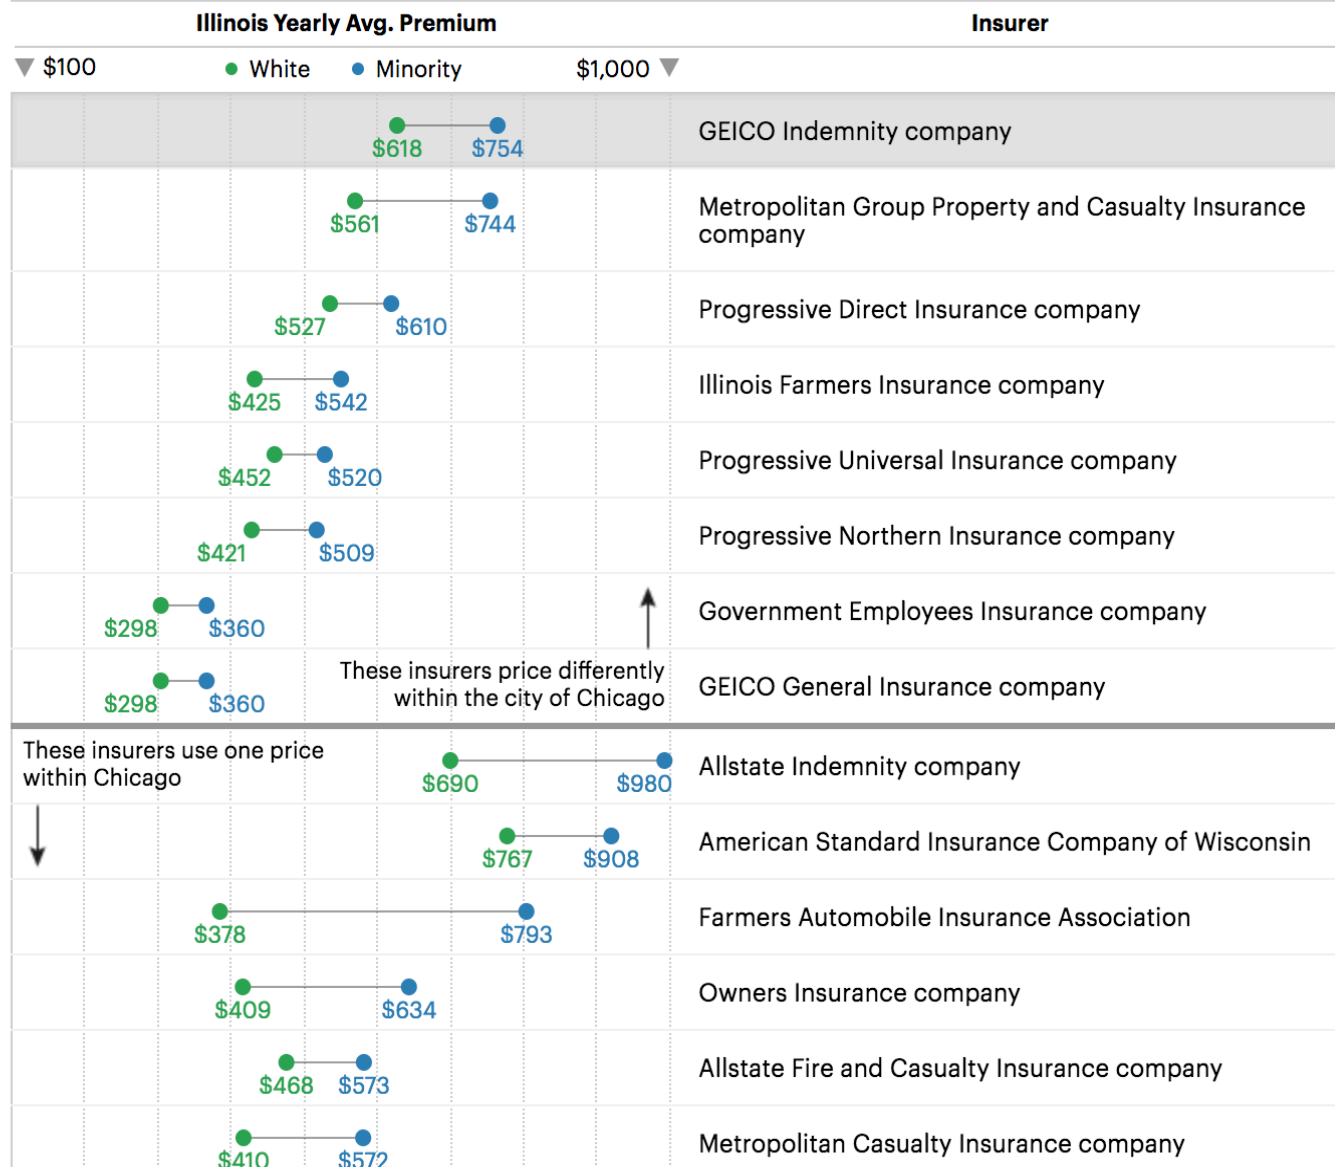 Illinois Yearly Avg. Premium
Insurer
$100
White
Minority
$1,000
$618
$754
GEICO Indemnity company
$561
$744
Metropolitan Group Property and Casualty Insurance
company
$527
$610
Progressive Direct Insurance company
$425
$542
Illinois Farmers Insurance company
$452
$520
Progressive Universal Insurance company
$421
$509
Progressive Northern Insurance company
$298
$360
Government Employees Insurance company
These insurers price differently
within the city of Chicago
$298
$360
GEICO General Insurance company
These insurers use one price
within Chicago
$690
$980
Allstate Indemnity company
$767
$908
American Standard Insurance Company of Wisconsin
$378
$793
Farmers Automobile Insurance Association
$409
$634
Owners Insurance company
$468
$573
Allstate Fire and Casualty Insurance company
$410
$572
Metropolitan Casualty Insurance company